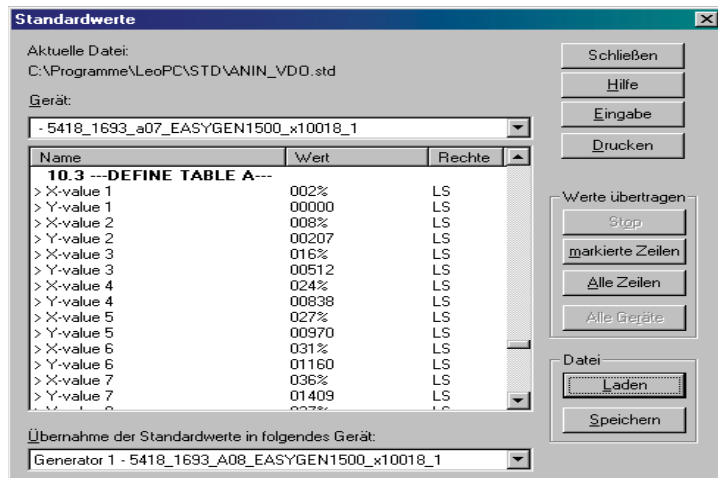 Standardwerte
Aktuelle Datei:
C:\Programme\LeoPC\STD\ANIN_VDO.std
Gerät:
- 5418_1693_a07_EASYGEN1500_x10018_1
Name Wert Rechte
10.3 ---DEFINE TABLE A---
> X-value 1 002% LS
> Y-value 1 00000 LS
> X-value 2 008% LS
> Y-value 2 00207 LS
> X-value 3 016% LS
> Y-value 3 00512 LS
> X-value 4 024% LS
> Y-value 4 00838 LS
> X-value 5 027% LS
> Y-value 5 00970 LS
> X-value 6 031% LS
> Y-value 6 01160 LS
> X-value 7 036% LS
> Y-value 7 01409 LS
Übernahme der Standardwerte in folgendes Gerät:
Generator 1 - 5418_1693_A08_EASYGEN1500_x10018_1
Schließen
Hilfe
Eingabe
Drucken
Werte übertragen
Stop
markierte Zeilen
Alle Zeilen
Alle Geräte
Datei
Laden
Speichern